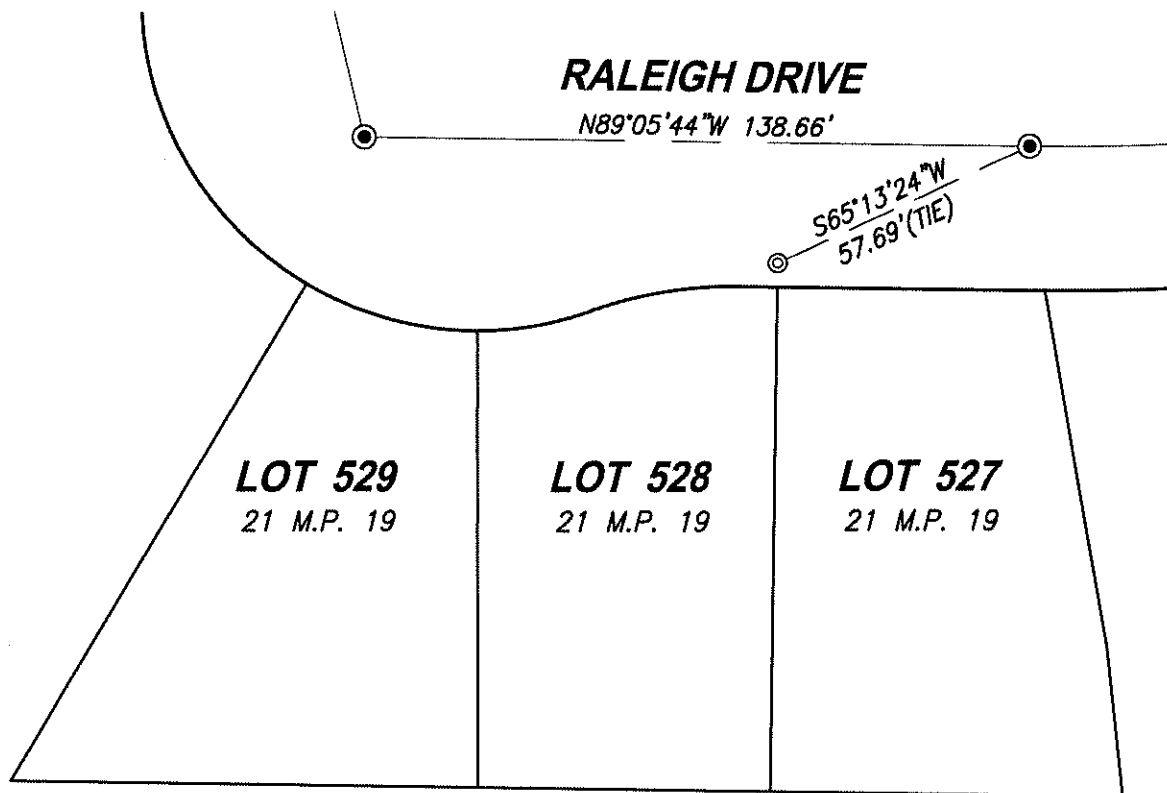 RALEIGH DRIVE
N89°05'44"W 138.66'
S65°13'24"W
57.69'(TIE)
LOT 529
21 M.P. 19
LOT 528
21 M.P. 19
LOT 527
21 M.P. 19